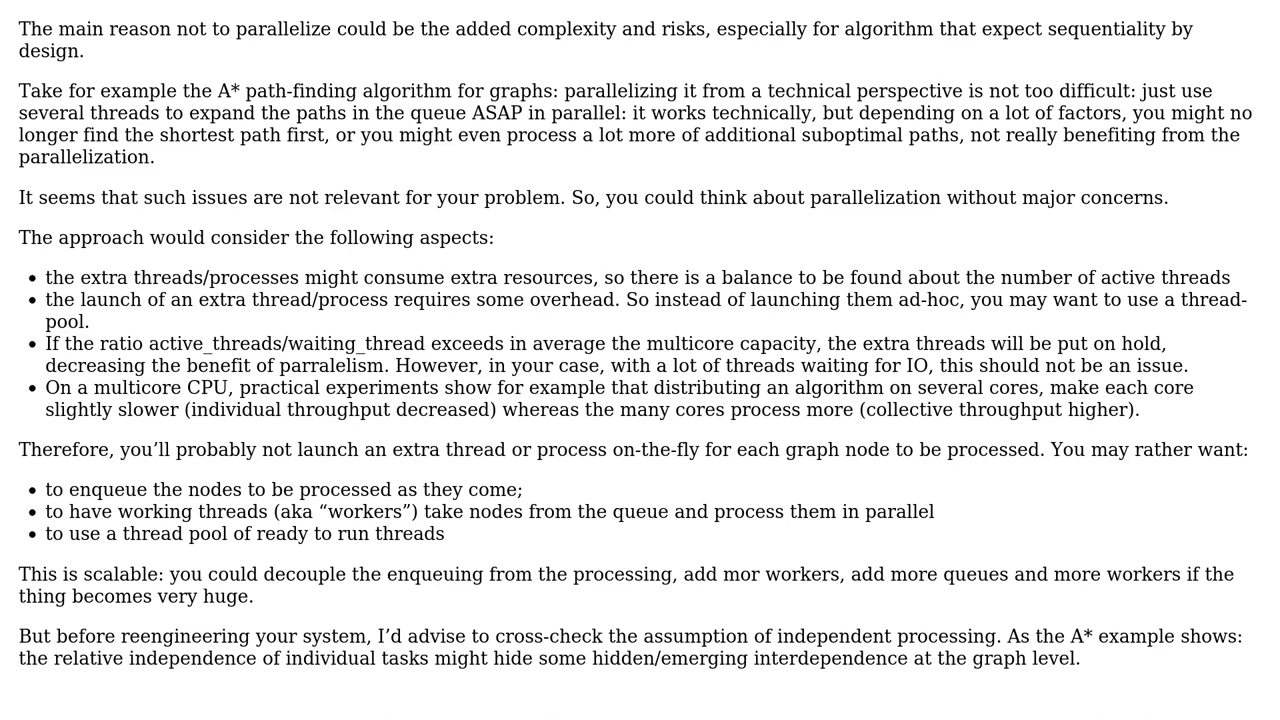 The main reason not to parallelize could be the added complexity and risks, especially for algorithm that expect sequentiality by
design.
Take for example the A* path-finding algorithm for graphs: parallelizing it from a technical perspective is not too difficult: just use
several threads to expand the paths in the queue ASAP in parallel: it works technically, but depending on a lot of factors, you might no
longer find the shortest path first, or you might even process a lot more of additional suboptimal paths, not really benefiting from the
parallelization.
It seems that such issues are not relevant for your problem. So, you could think about parallelization without major concerns.
The approach would consider the following aspects:
• the extra threads/processes might consume extra resources, so there is a balance to be found about the number of active threads
• the launch of an extra thread/process requires some overhead. So instead of launching them ad-hoc, you may want to use a thread-
pool.
• If the ratio active_threads/waiting_thread exceeds in average the multicore capacity, the extra threads will be put on hold,
decreasing the benefit of parralelism. However, in your case, with a lot of threads waiting for IO, this should not be an issue.
• On a multicore CPU, practical experiments show for example that distributing an algorithm on several cores, make each core
slightly slower (individual throughput decreased) whereas the many cores process more (collective throughput higher).
Therefore, you’ll probably not launch an extra thread or process on-the-fly for each graph node to be processed. You may rather want:
• to enqueue the nodes to be processed as they come;
• to have working threads (aka “workers”) take nodes from the queue and process them in parallel
• to use a thread pool of ready to run threads
This is scalable: you could decouple the enqueuing from the processing, add mor workers, add more queues and more workers if the
thing becomes very huge.
But before reengineering your system, I’d advise to cross-check the assumption of independent processing. As the A* example shows:
the relative independence of individual tasks might hide some hidden/emerging interdependence at the graph level.